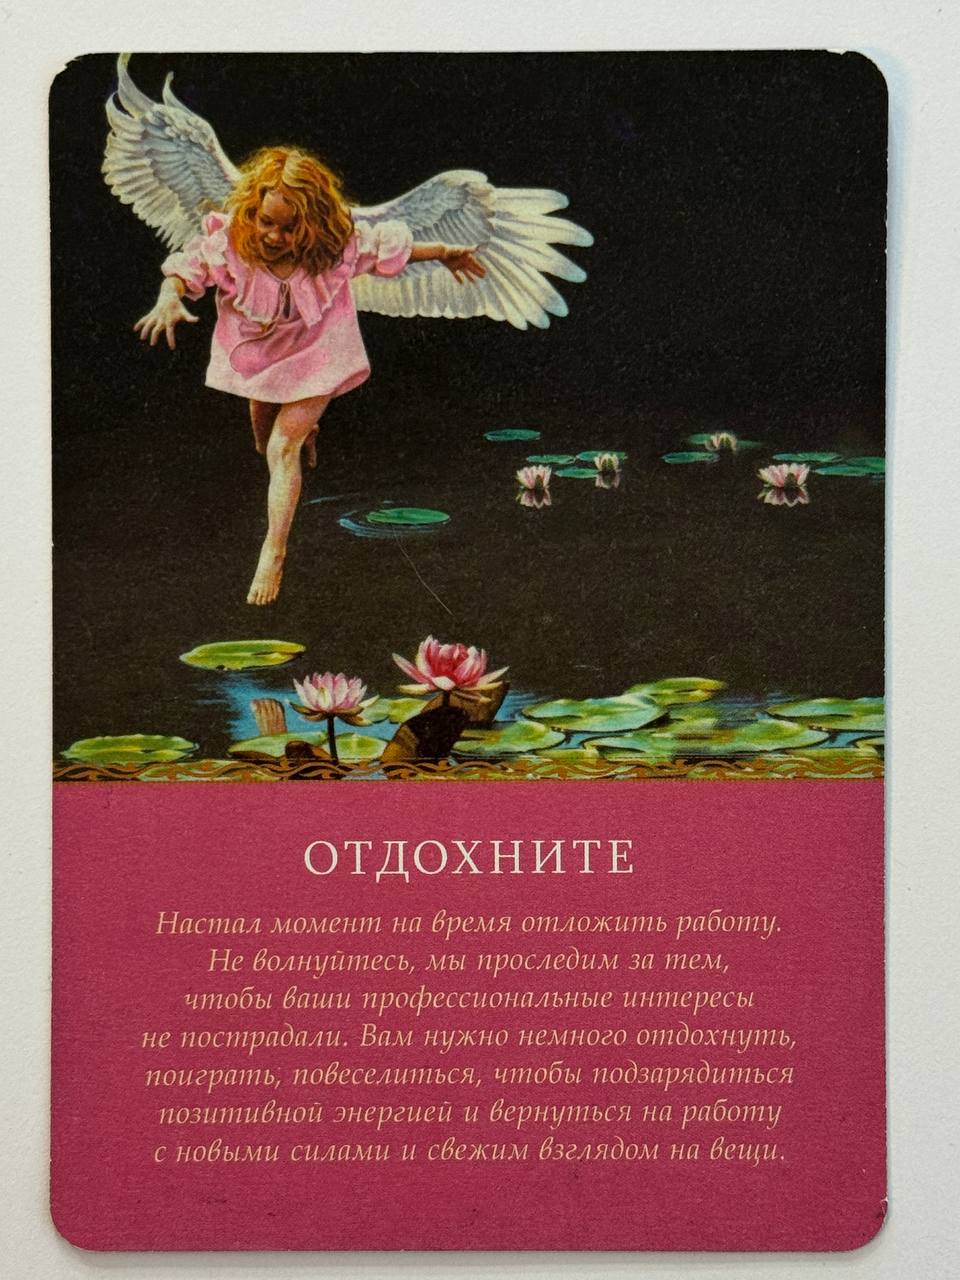 ОТДОХНИТЕ
Настал момент на время отложить работу.
Не волнуйтесь, мы проследим за тем,
чтобы ваши профессиональные интересы
не пострадали. Вам нужно немного отдохнуть,
поиграть, повеселиться, чтобы подзарядиться
позитивной энергией и вернуться на работу
с новыми силами и свежим взглядом на вещи.